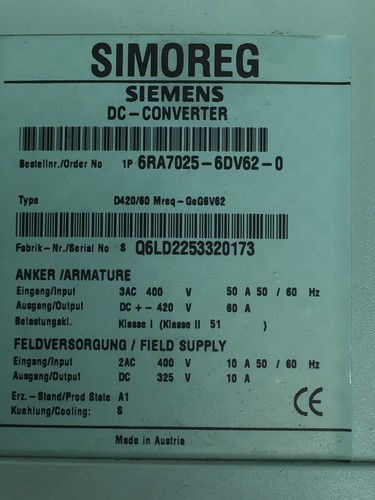 SIMOREG
SIEMENS
DC-CONVERTER
Bestellnr./Order No 1P 6RA7025-6DV62-0
Type D420/60 Mreq-GeG6V62
Fabrik-Nr./Serial No S Q6LD2253320173
ANKER /ARMATURE
Eingang/Input 3AC 400 V 50 A 50 / 60 Hz
Ausgang/Output DC +- 420 V 60 A
Belastungskl. Klasse I (Klasse II 51 )
FELDVERSORGUNG / FIELD SUPPLY
Eingang/Input 2AC 400 V 10 A 50 / 60 Hz
Ausgang/Output DC 325 V 10 A
Erz.-Stand/Prod State A1
Kuehlung/Cooling: S
CE
Made in Austria